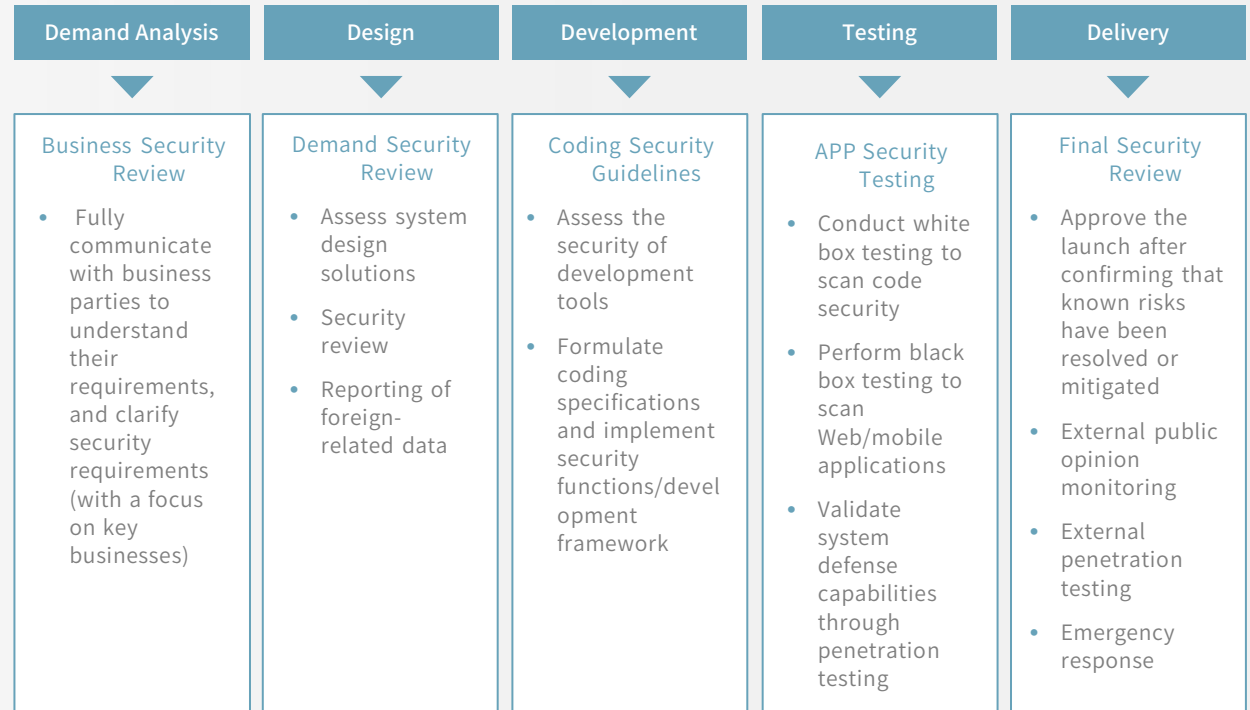 Demand Analysis
Design
Development
Testing
Delivery
Business Security
Review
• Fully
communicate
with business
parties to
understand
their
requirements,
and clarify
security
requirements
(with a focus
on key
businesses)
Demand Security
Review
• Assess system
design
solutions
• Security
review
• Reporting of
foreign-
related data
Coding Security
Guidelines
• Assess the
security of
development
tools
• Formulate
coding
specifications
and implement
security
functions/devel
opment
framework
APP Security
Testing
• Conduct white
box testing to
scan code
security
• Perform black
box testing to
scan
Web/mobile
applications
• Validate
system
defense
capabilities
through
penetration
testing
Final Security
Review
• Approve the
launch after
confirming that
known risks
have been
resolved or
mitigated
• External public
opinion
monitoring
• External
penetration
testing
• Emergency
response